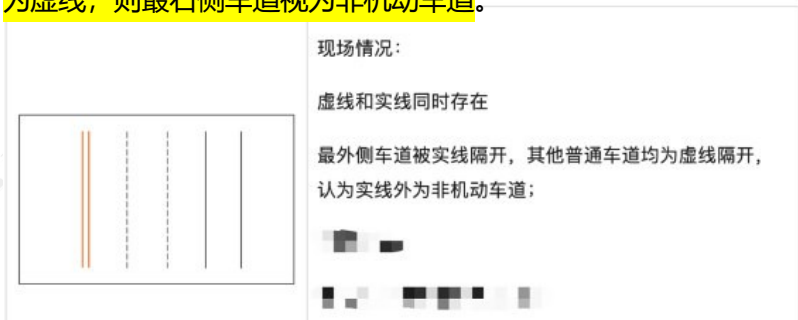 为虚线，则最右侧车道视为非机动车道。
现场情况：
虚线和实线同时存在
最外侧车道被实线隔开，其他普通车道均为虚线隔开，
认为实线外为非机动车道；